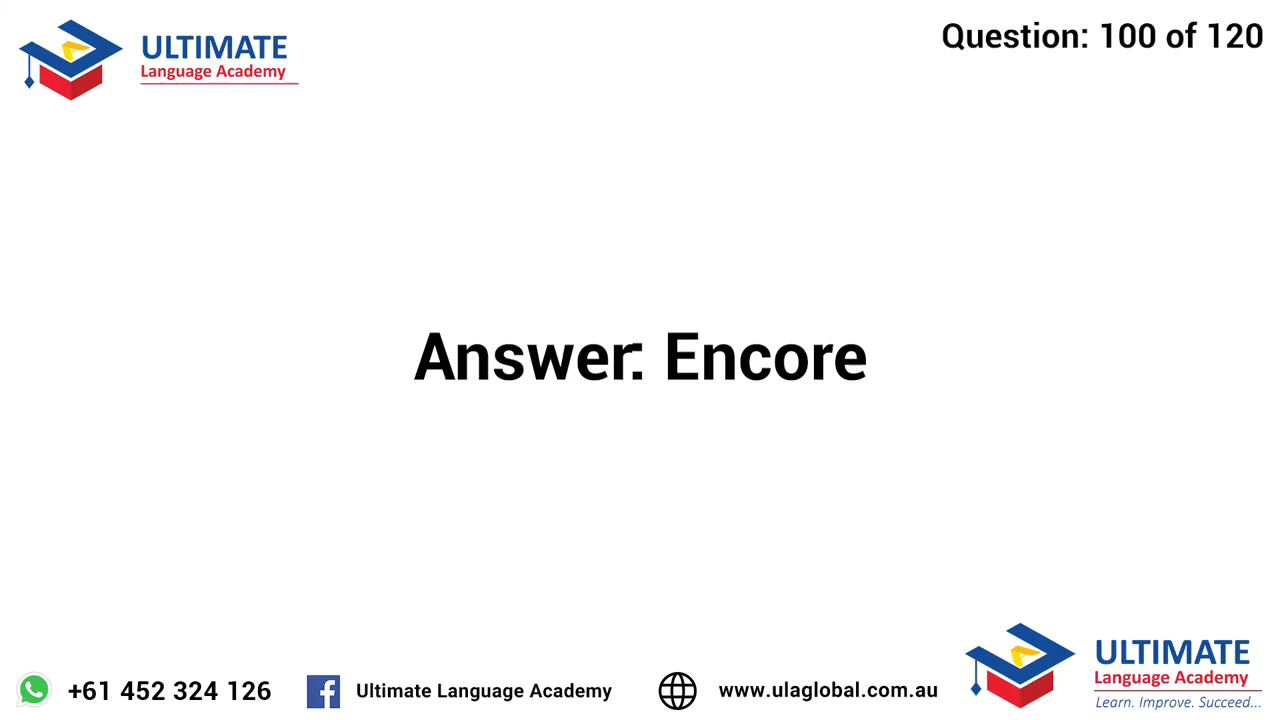 ULTIMATE
Language Academy
Question: 100 of 120
Answer: Encore
+61 452 324 126
Ultimate Language Academy
www.ulaglobal.com.au
ULTIMATE
Language Academy
Learn. Improve. Succeed...